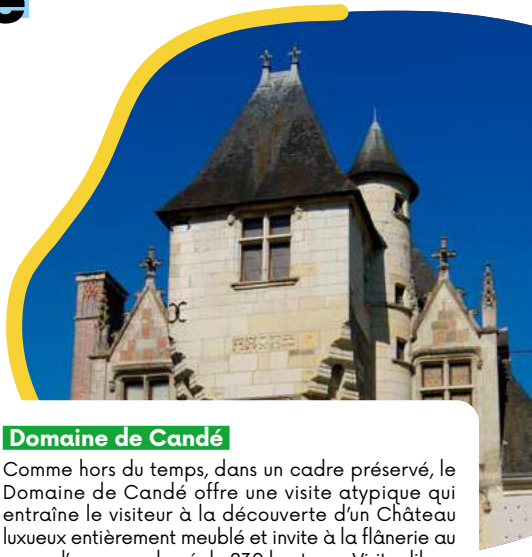 Domaine de Candé
Comme hors du temps, dans un cadre préservé, le
Domaine de Candé offre une visite atypique qui
entraîne le visiteur à la découverte d'un Château
luxueux entièrement meublé et invite à la flânerie au